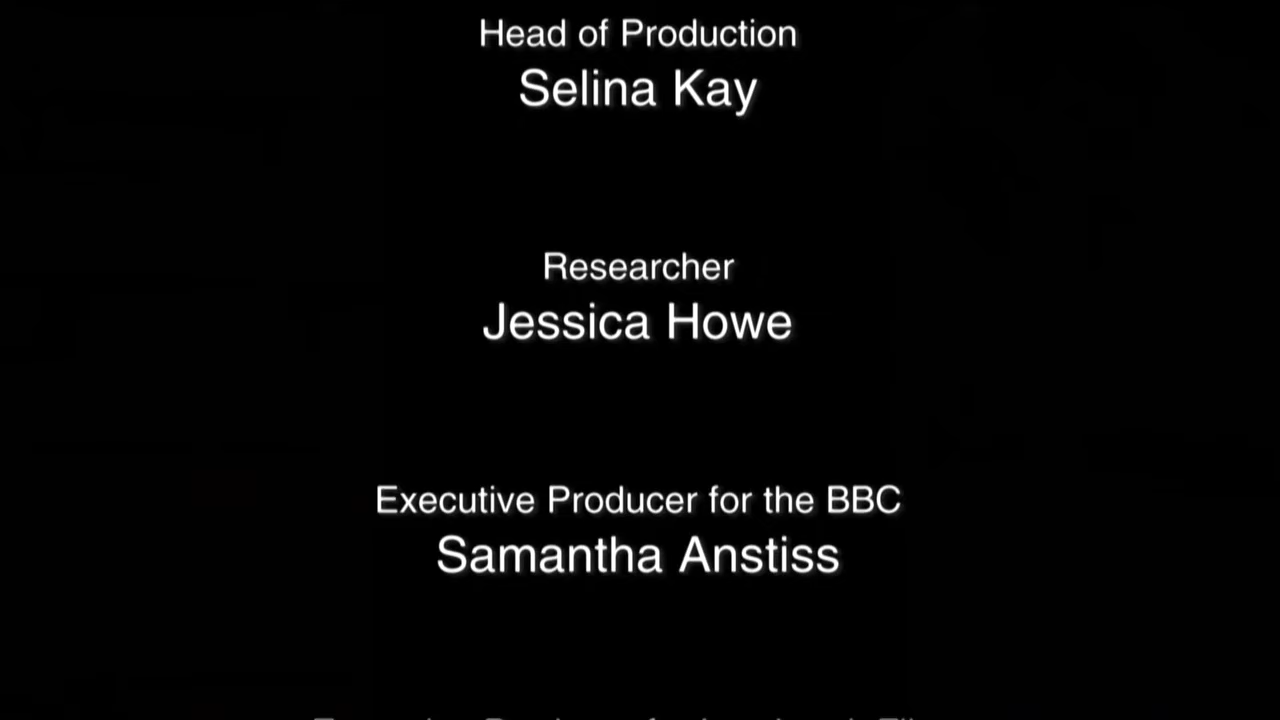 Head of Production
Selina Kay
Researcher
Jessica Howe
Executive Producer for the BBC
Samantha Anstiss